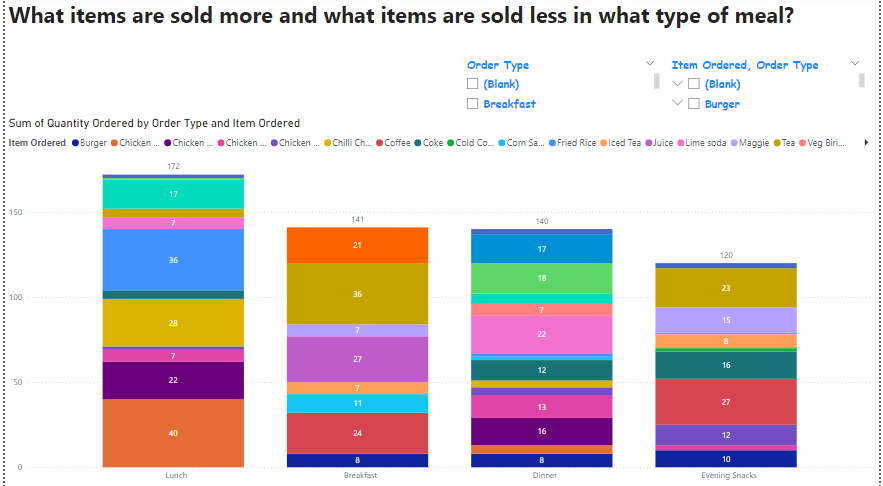 What items are sold more and what items are sold less in what type of meal?
Order Type
(Blank)
Breakfast
Item Ordered, Order Type
(Blank)
Burger
Sum of Quantity Ordered by Order Type and Item Ordered
Item Ordered Burger Chicken ... Chicken ... Chicken ... Chicken ... Chilli Ch... Coffee Coke Cold Co... Corn Sa... Fried Rice Iced Tea Juice Lime soda Maggie Tea Veg Biri...
150
100
50
0
172
17
7
36
28
7
22
40
Lunch
141
21
36
7
27
7
11
24
8
Breakfast
140
17
18
7
22
12
13
16
8
Dinner
120
23
15
8
16
27
12
10
Evening Snacks